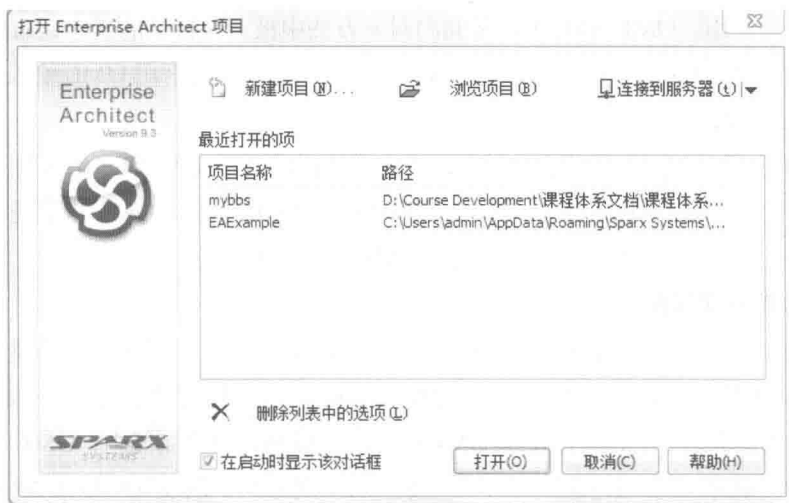 打开 Enterprise Architect 项目
Enterprise
Architect
Version 9.3
新建项目(N)... 浏览项目(B) 连接到服务器(t)
最近打开的项
项目名称 路径
mybbs D:\Course Development\课程体系文档\课程体系...
EAExample C:\Users\admin\AppData\Roaming\Sparx Systems\...
删除列表中的选项(L)
SPARX
SYSTEMS
在启动时显示该对话框 打开(O) 取消(C) 帮助(H)